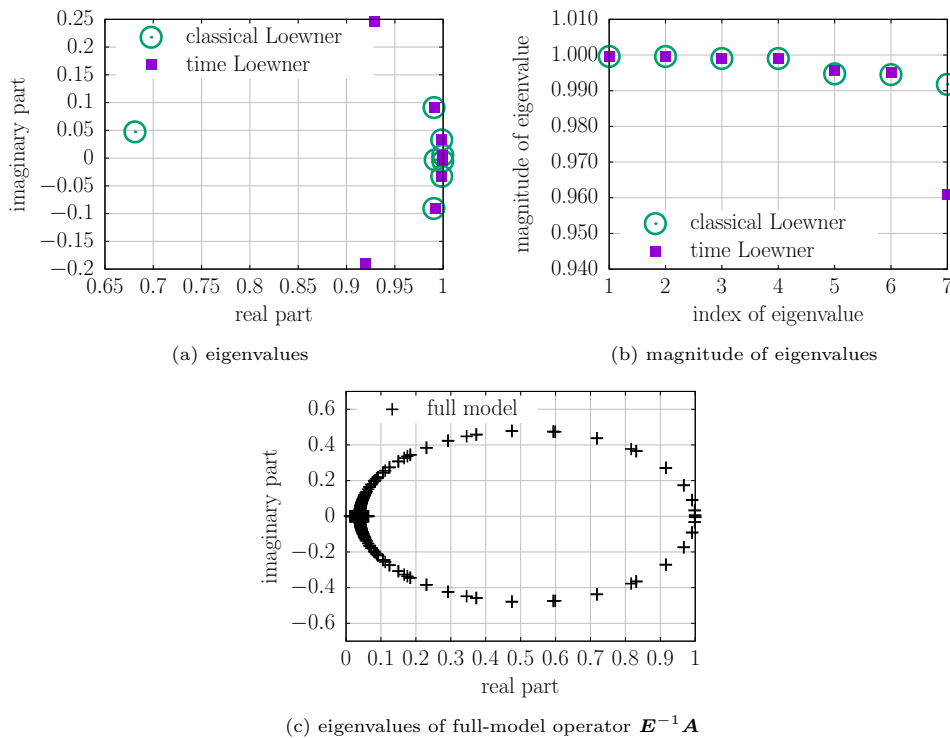 0.25
0.2
0.15
0.1
0.05
0
−0.05
−0.1
−0.15
−0.2
imaginary part
classical Loewner
time Loewner
0.65 0.7 0.75 0.8 0.85 0.9 0.95 1
real part
(a) eigenvalues
1.010
1.000
0.990
0.980
0.970
0.960
0.950
0.940
magnitude of eigenvalue
classical Loewner
time Loewner
1 2 3 4 5 6 7
index of eigenvalue
(b) magnitude of eigenvalues
0.6
0.4
0.2
0
−0.2
−0.4
−0.6
imaginary part
full model
0 0.1 0.2 0.3 0.4 0.5 0.6 0.7 0.8 0.9 1
real part
(c) eigenvalues of full-model operator E⁻¹A